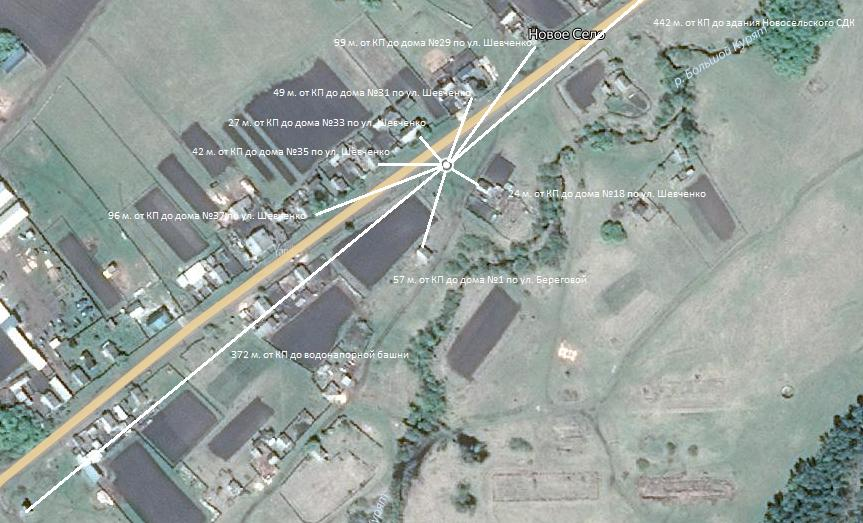 442 м. от КП до здания Новосельского СДК
Новое Село
99 м. от КП до дома №29 по ул. Шевченко
р. Большой Курят
49 м. от КП до дома №31 по ул. Шевченко
27 м. от КП до дома №33 по ул. Шевченко
42 м. от КП до дома №35 по ул. Шевченко
24 м. от КП до дома №18 по ул. Шевченко
96 м. от КП до дома №37 по ул. Шевченко
57 м. от КП до дома №1 по ул. Береговой
372 м. от КП до водонапорной башни
Курят